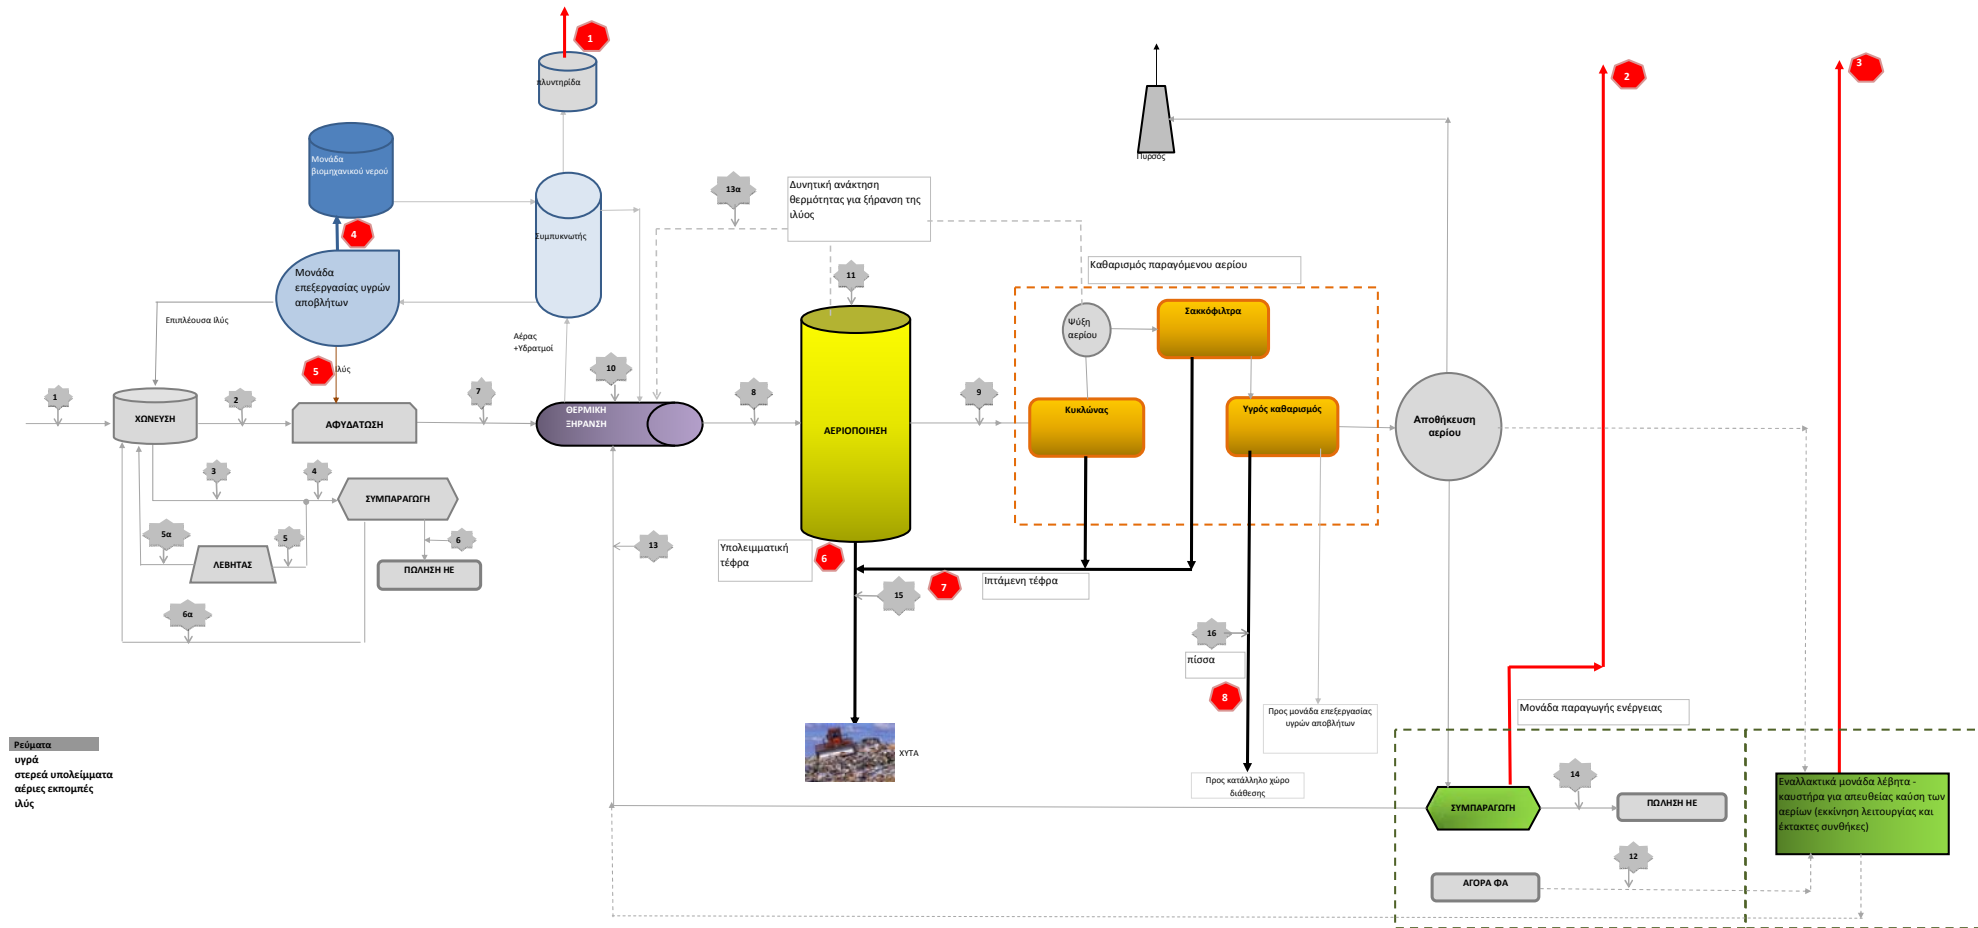 1
πλυντηρίδα
2
3
Μονάδα
βιομηχανικού νερού
Πυρσός
13α
Δυνητική ανάκτηση
θερμότητας για ξήρανση της
ιλύος
4
Συμπυκνωτής
Μονάδα
επεξεργασίας υγρών
αποβλήτων
11
Καθαρισμός παραγόμενου αερίου
Επιπλέουσα Ιλύς
Αέρας
+Υδρατμοί
Ψύξη
αερίου
Σακκόφιλτρα
5
Ιλύς
10
1
2
7
8
9
ΧΩΝΕΥΣΗ
ΑΦΥΔΑΤΩΣΗ
ΘΕΡΜΙΚΗ
ΞΗΡΑΝΣΗ
ΑΕΡΙΟΠΟΙΗΣΗ
Κυκλώνας
Υγρός καθαρισμός
Αποθήκευση
αερίου
3
4
ΣΥΜΠΑΡΑΓΩΓΗ
5α
5
6
ΛΕΒΗΤΑΣ
ΠΩΛΗΣΗ ΗΕ
13
Υπολειμματική
τέφρα
6
7
Ιπτάμενη τέφρα
15
6α
16
πίσσα
8
Προς μονάδα επεξεργασίας
υγρών αποβλήτων
Μονάδα παραγωγής ενέργειας
ΧΥΤΑ
Προς κατάλληλο χώρο
διάθεσης
Ρεύματα
υγρά
στερεά υπολείμματα
αέριες εκπομπές
ιλύς
14
ΣΥΜΠΑΡΑΓΩΓΗ
ΠΩΛΗΣΗ ΗΕ
Εναλλακτικά μονάδα λέβητα -
καυστήρα για απευθείας καύση των
αερίων (εκκίνηση λειτουργίας και
έκτακτες συνθήκες)
12
ΑΓΟΡΑ ΦΑ